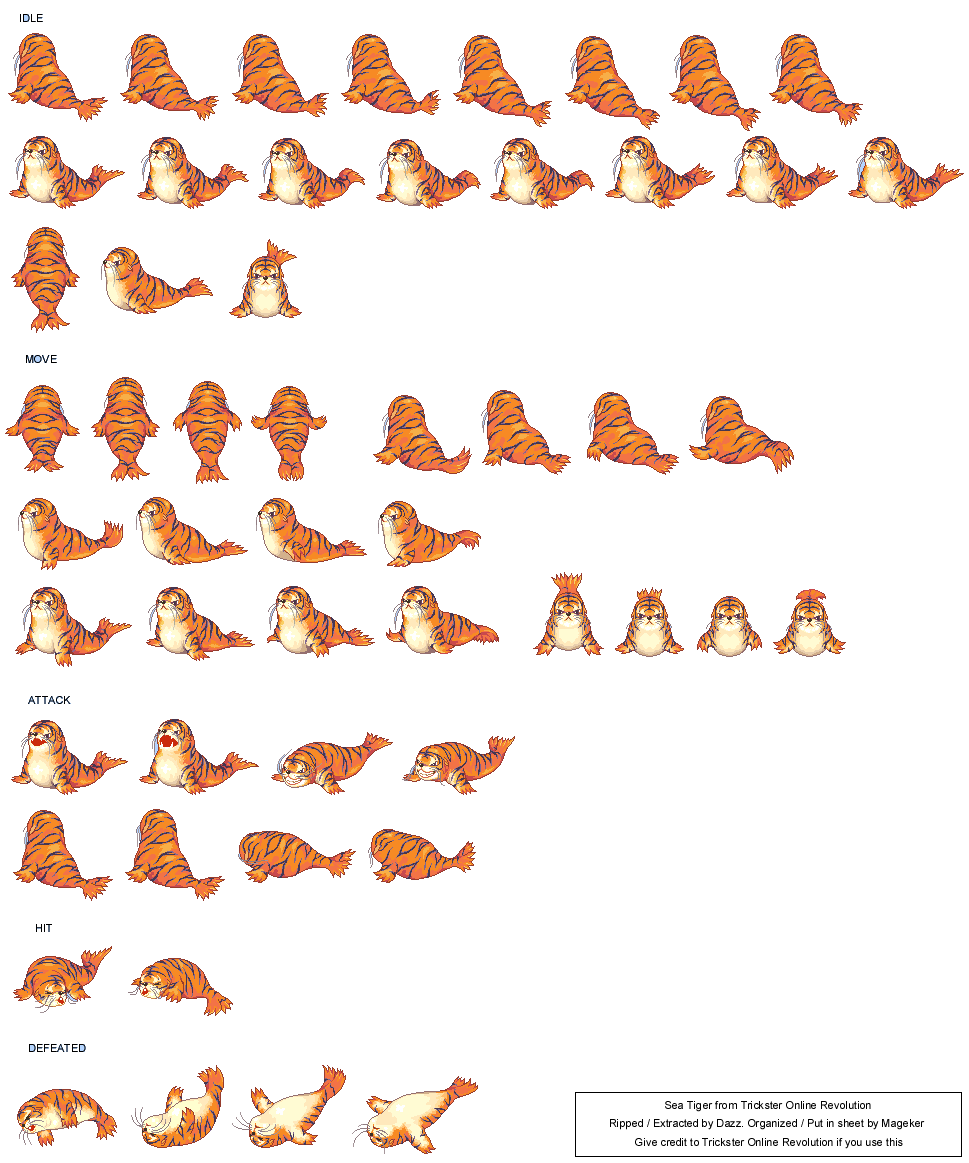 IDLE
MOVE
ATTACK
HIT
DEFEATED
Sea Tiger from Trickster Online Revolution
Ripped / Extracted by Dazz. Organized / Put in sheet by Mageker
Give credit to Trickster Online Revolution if you use this